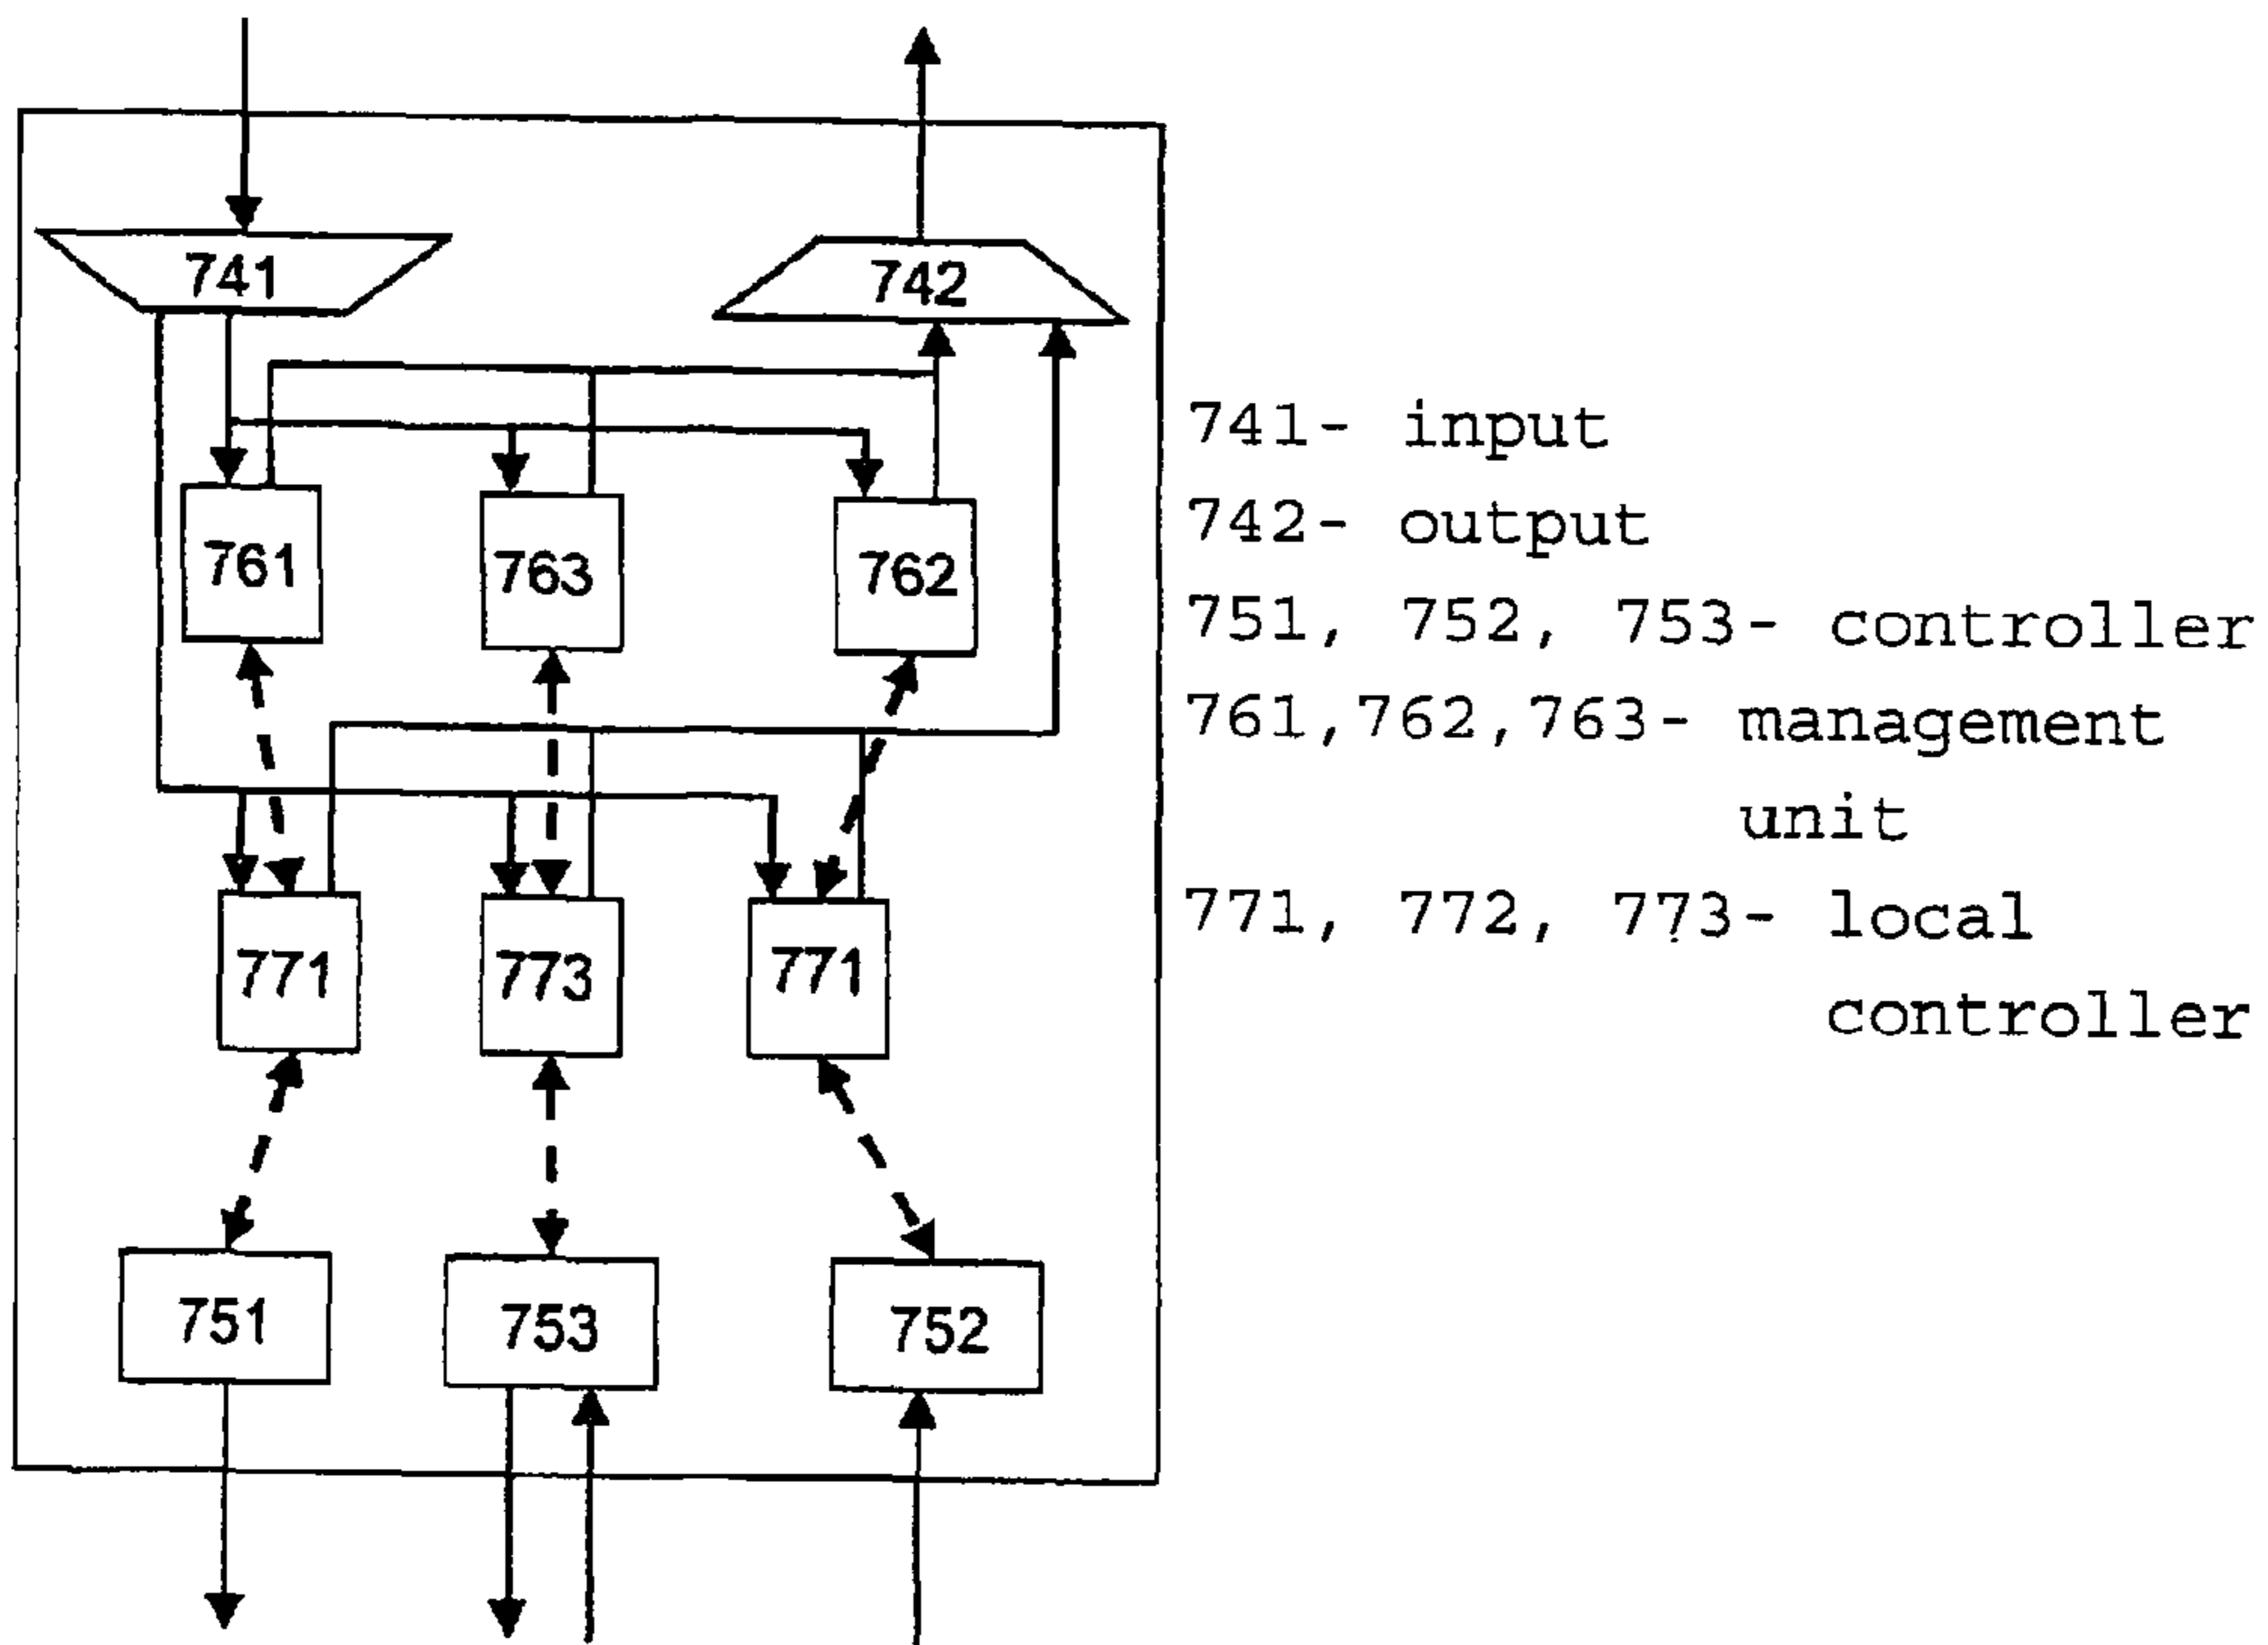 741
742
761
763
762
771
773
771
751
753
752
741- input
742- output
751, 752, 753- controller
761,762,763- management
unit
771, 772, 773- local
controller